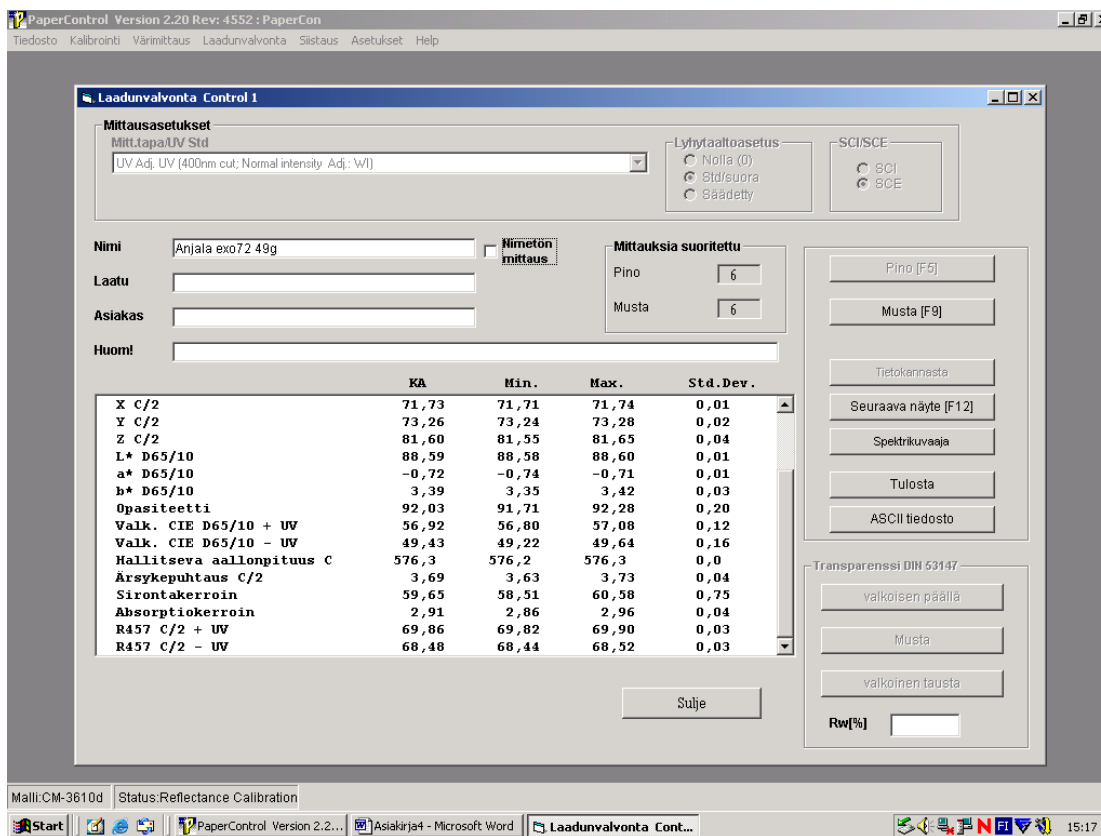 PaperControl Version 2.20 Rev: 4552 : PaperCon
Tiedosto Kalibrointi Värimittaus Laadunvalvonta Siistaus Asetukset Help
Laadunvalvonta Control 1
Mittausasetukset
Mitt.tapa/UV Std
UV Adj. UV (400nm cut; Normal intensity Adj.: WI)
Lyhytaaltoasetus
Nolla (0)
Std/suora
Säädetty
SCI/SCE
SCI
SCE
Nimi Anjala exo72 49g
Nimetön
mittaus
Laatu
Asiakas
Huom!
Mittauksia suoritettu
Pino 6
Musta 6
Pino [F5]
Musta [F9]
Tietokannasta
Seuraava näyte [F12]
Spektrikuvaaja
Tulosta
ASCII tiedosto
KA Min. Max. Std.Dev.
X C/2 71,73 71,71 71,74 0,01
Y C/2 73,26 73,24 73,28 0,02
Z C/2 81,60 81,55 81,65 0,04
L* D65/10 88,59 88,58 88,60 0,01
a* D65/10 -0,72 -0,74 -0,71 0,01
b* D65/10 3,39 3,35 3,42 0,03
Opasiteetti 92,03 91,71 92,28 0,20
Valk. CIE D65/10 + UV 56,92 56,80 57,08 0,12
Valk. CIE D65/10 - UV 49,43 49,22 49,64 0,16
Hallitseva aallonpituus C 576,3 576,2 576,3 0,0
Ärsykepuhtaus C/2 3,69 3,63 3,73 0,04
Sirontakerroin 59,65 58,51 60,58 0,75
Absorptiokerroin 2,91 2,86 2,96 0,04
R457 C/2 + UV 69,86 69,82 69,90 0,03
R457 C/2 - UV 68,48 68,44 68,52 0,03
Transparenssi DIN 53147
valkoisen päällä
Musta
valkoinen tausta
Rw[%]
Sulje
Malli:CM-3610d Status:Reflectance Calibration
Start PaperControl Version 2.2... Asiakirja4 - Microsoft Word Laadunvalvonta Cont... N FI 15:17